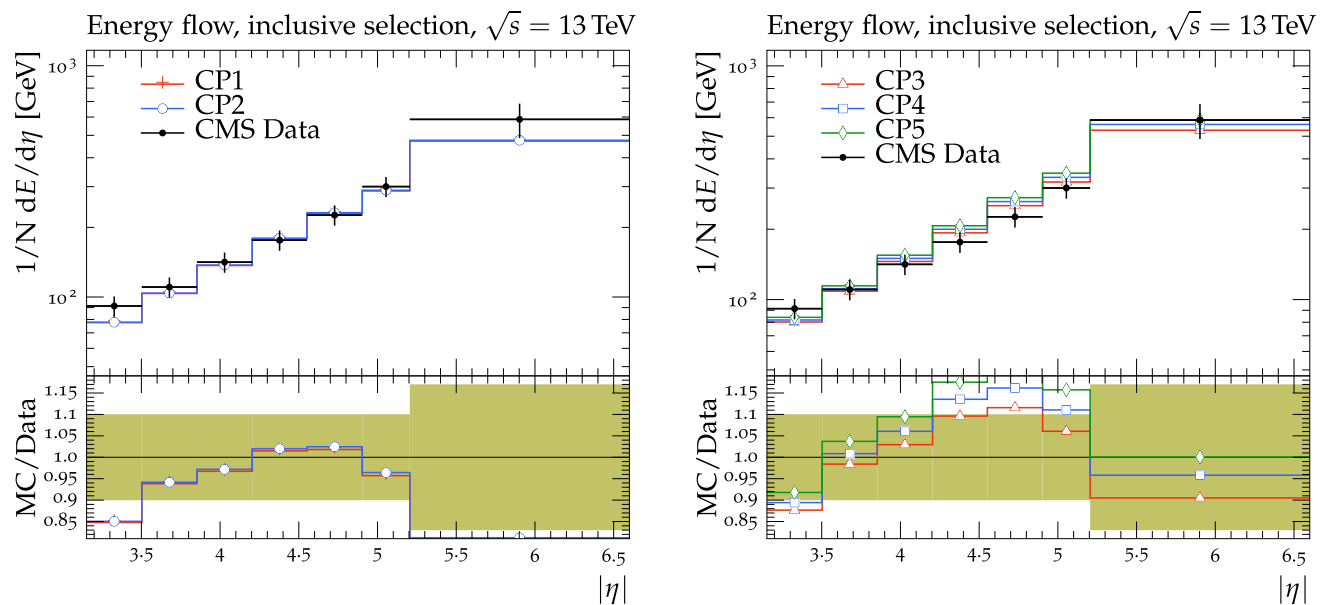 Energy flow, inclusive selection, √s = 13 TeV
1/N dE/dη [GeV]
10³
10²
CP1
CP2
CMS Data
MC/Data
1.15
1.1
1.05
1.0
0.95
0.9
0.85
3.5 4 4.5 5 5.5 6 6.5
|η|
Energy flow, inclusive selection, √s = 13 TeV
1/N dE/dη [GeV]
10³
10²
CP3
CP4
CP5
CMS Data
MC/Data
1.15
1.1
1.05
1.0
0.95
0.9
0.85
3.5 4 4.5 5 5.5 6 6.5
|η|